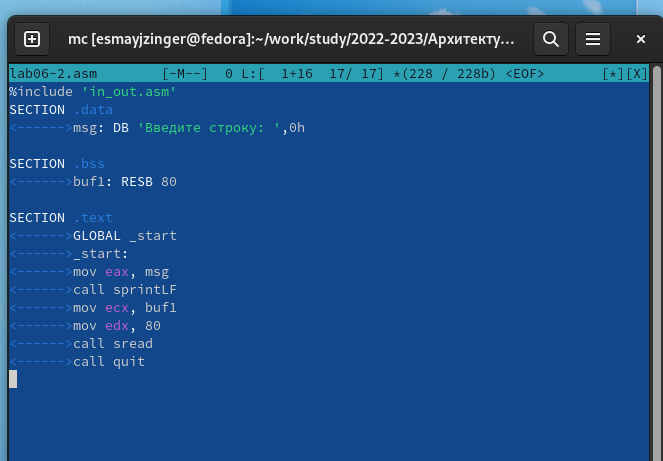 mc [esmayjzinger@fedora]:~/work/study/2022-2023/Архитекту...
lab06-2.asm [-M--] 0 L:[ 1+16 17/ 17] *(228 / 228b) <EOF> [*][X]
%include 'in_out.asm'
SECTION .data
<------>msg: DB 'Введите строку: ',0h
SECTION .bss
<------>buf1: RESB 80
SECTION .text
<------>GLOBAL _start
<------>_start:
<------>mov eax, msg
<------>call sprintLF
<------>mov ecx, buf1
<------>mov edx, 80
<------>call sread
<------>call quit